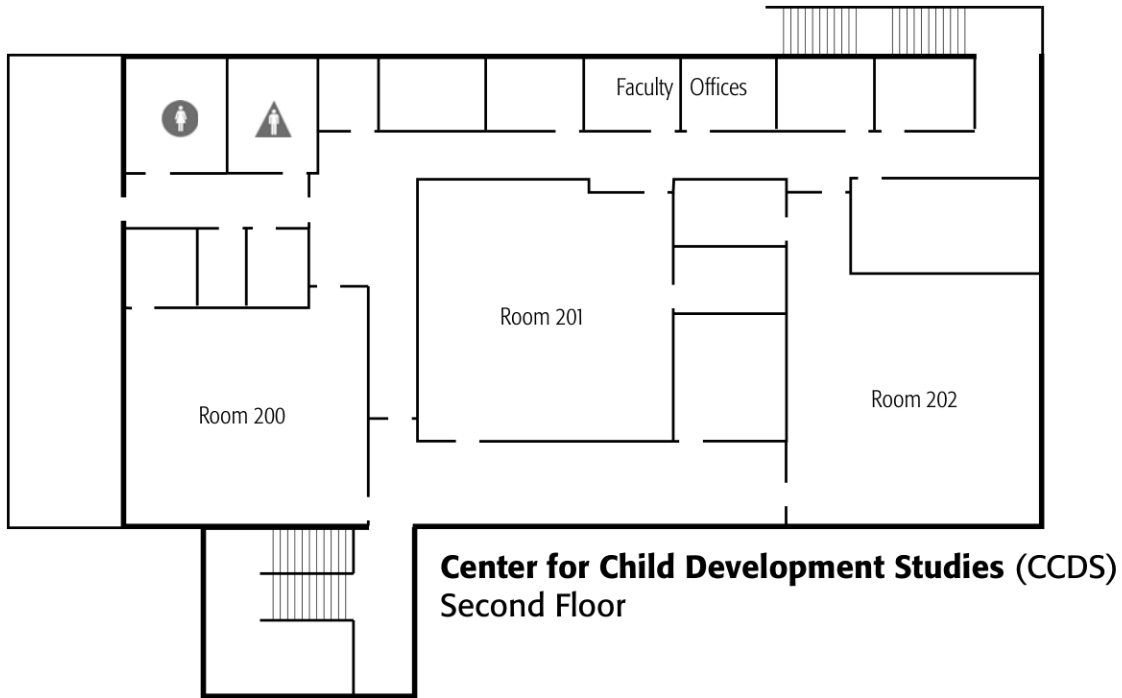 Faculty Offices
Room 201
Room 202
Room 200
Center for Child Development Studies (CCDS)
Second Floor